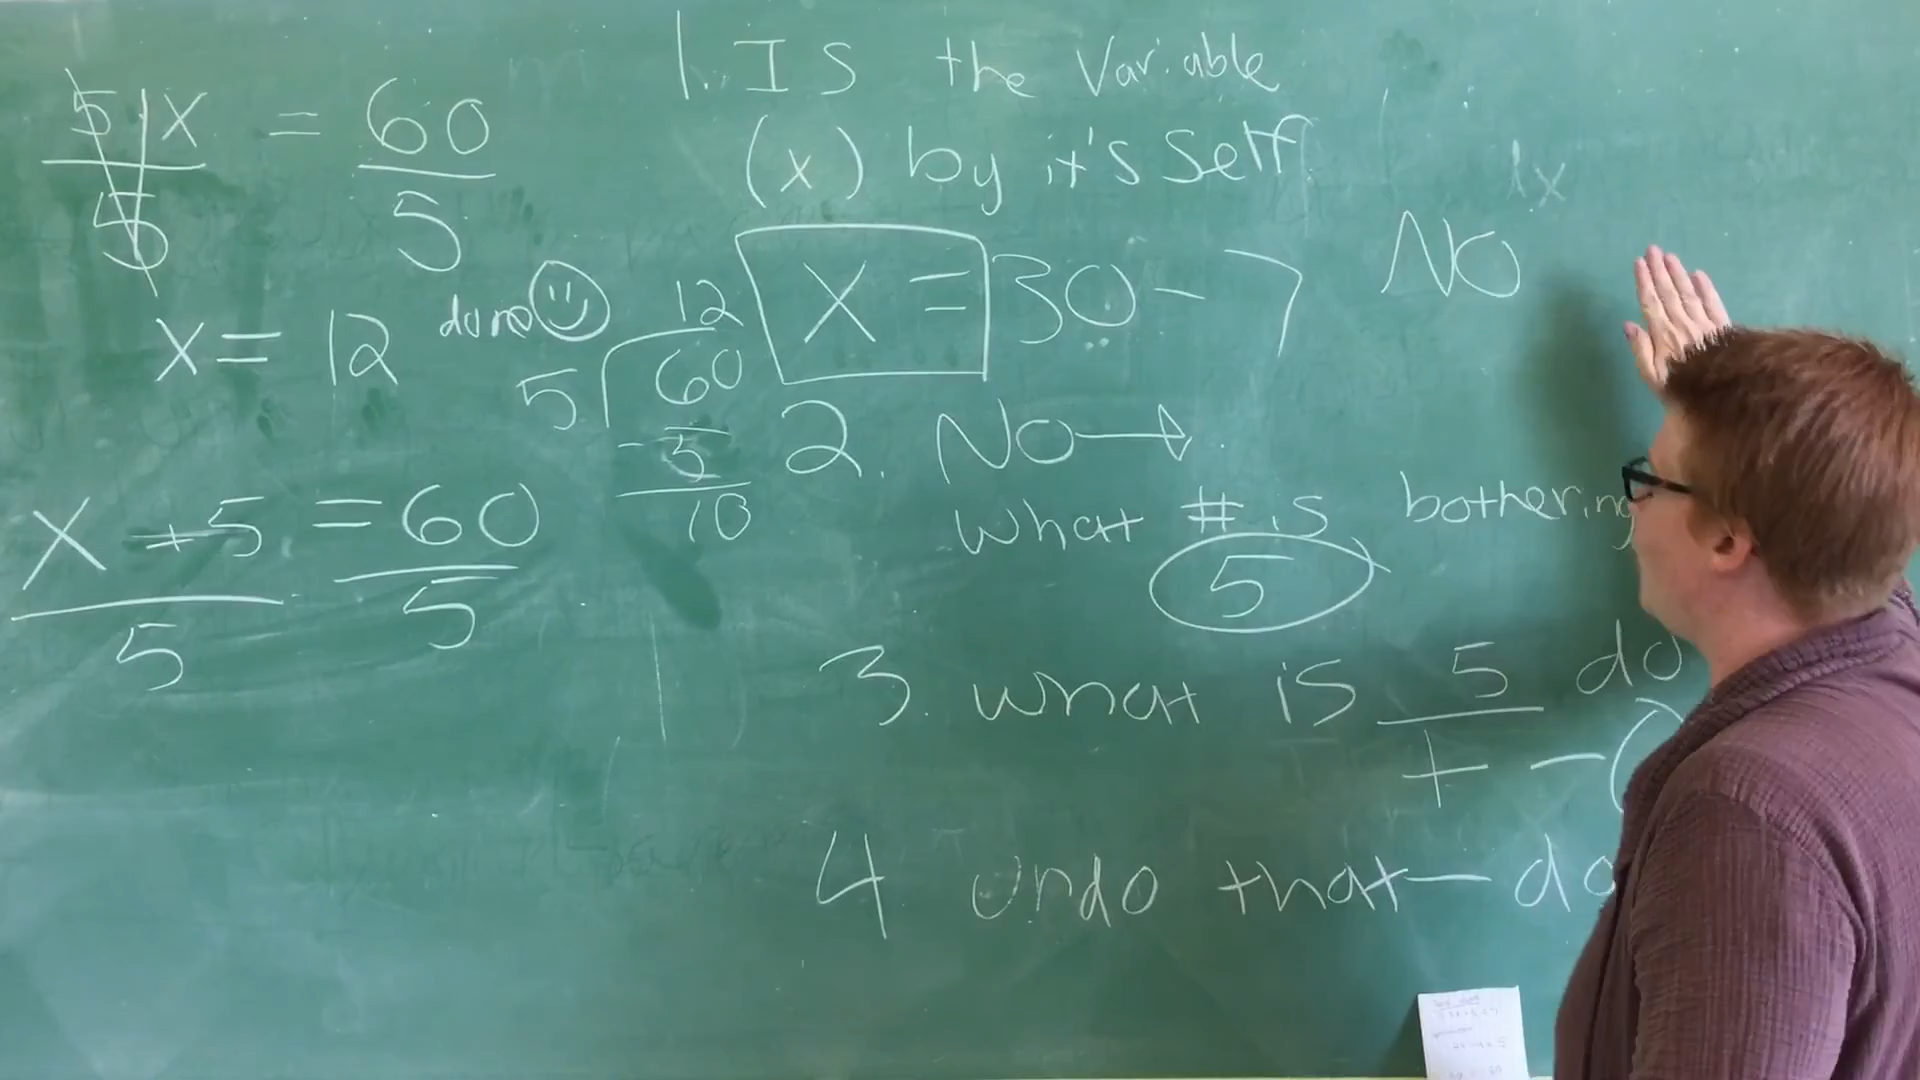 5x = 60
5 5
x = 12 done
12
5 60
- 5
10
x + 5 = 60
5 5
1. Is the Variable
(x) by it's self
x = 30 - 7 NO
1x
2. No →
what # is bothering
5
3. what is 5 do
+ - (
4 undo that - do